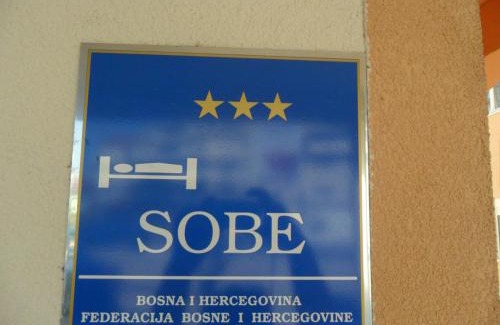 SOBE
BOSNA I HERCEGOVINA
FEDERACIJA BOSNE I HERCEGOVINE